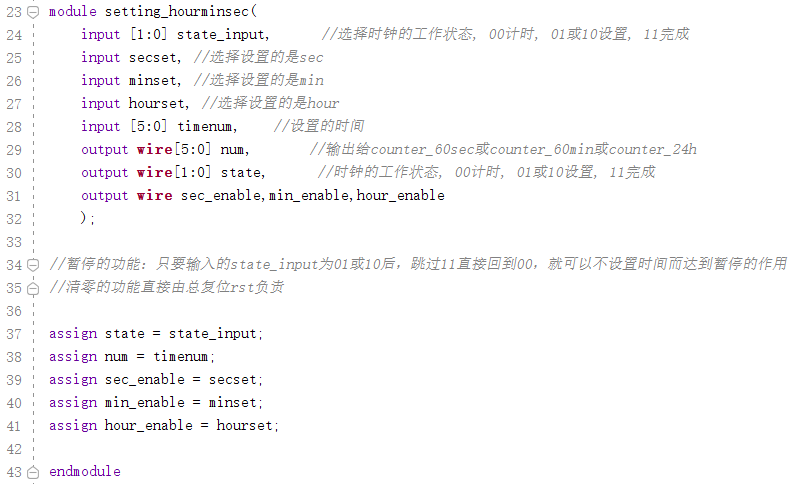 23 module setting_hourminsec(
24 input [1:0] state_input, //选择时钟的工作状态, 00计时, 01或10设置, 11完成
25 input secset, //选择设置的是sec
26 input minset, //选择设置的是min
27 input hourset, //选择设置的是hour
28 input [5:0] timenum, //设置的时间
29 output wire[5:0] num, //输出给counter_60sec或counter_60min或counter_24h
30 output wire[1:0] state, //时钟的工作状态, 00计时, 01或10设置, 11完成
31 output wire sec_enable,min_enable,hour_enable
32 );
33
34 //暂停的功能：只要输入的state_input为01或10后，跳过11直接回到00，就可以不设置时间而达到暂停的作用
35 //清零的功能直接由总复位rst负责
36
37 assign state = state_input;
38 assign num = timenum;
39 assign sec_enable = secset;
40 assign min_enable = minset;
41 assign hour_enable = hourset;
42
43 endmodule